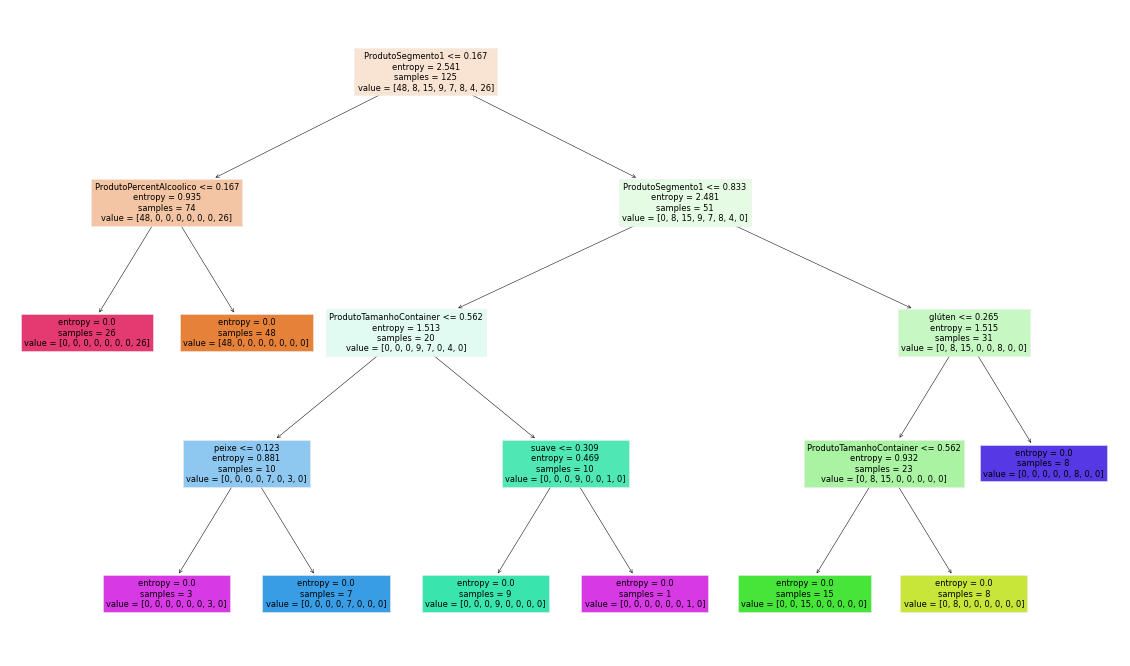 ProdutoSegmento1 <= 0.167
entropy = 2.541
samples = 125
value = [48, 8, 15, 9, 7, 8, 4, 26]
ProdutoPercentAlcoolico <= 0.167
entropy = 0.935
samples = 74
value = [48, 0, 0, 0, 0, 0, 0, 26]
ProdutoSegmento1 <= 0.833
entropy = 2.481
samples = 51
value = [0, 8, 15, 9, 7, 8, 4, 0]
entropy = 0.0
samples = 26
value = [0, 0, 0, 0, 0, 0, 0, 26]
entropy = 0.0
samples = 48
value = [48, 0, 0, 0, 0, 0, 0, 0]
ProdutoTamanhoContainer <= 0.562
entropy = 1.513
samples = 20
value = [0, 0, 0, 9, 7, 0, 4, 0]
glúten <= 0.265
entropy = 1.515
samples = 31
value = [0, 8, 15, 0, 0, 8, 0, 0]
peixe <= 0.123
entropy = 0.881
samples = 10
value = [0, 0, 0, 0, 7, 0, 3, 0]
suave <= 0.309
entropy = 0.469
samples = 10
value = [0, 0, 0, 9, 0, 0, 1, 0]
ProdutoTamanhoContainer <= 0.562
entropy = 0.932
samples = 23
value = [0, 8, 15, 0, 0, 0, 0, 0]
entropy = 0.0
samples = 8
value = [0, 0, 0, 0, 0, 8, 0, 0]
entropy = 0.0
samples = 3
value = [0, 0, 0, 0, 0, 0, 3, 0]
entropy = 0.0
samples = 7
value = [0, 0, 0, 0, 7, 0, 0, 0]
entropy = 0.0
samples = 9
value = [0, 0, 0, 9, 0, 0, 0, 0]
entropy = 0.0
samples = 1
value = [0, 0, 0, 0, 0, 0, 1, 0]
entropy = 0.0
samples = 15
value = [0, 0, 15, 0, 0, 0, 0, 0]
entropy = 0.0
samples = 8
value = [0, 8, 0, 0, 0, 0, 0, 0]